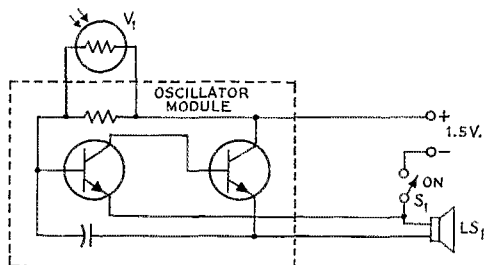 V1
OSCILLATOR
MODULE
+
1.5V.
−
ON
S1
LS1